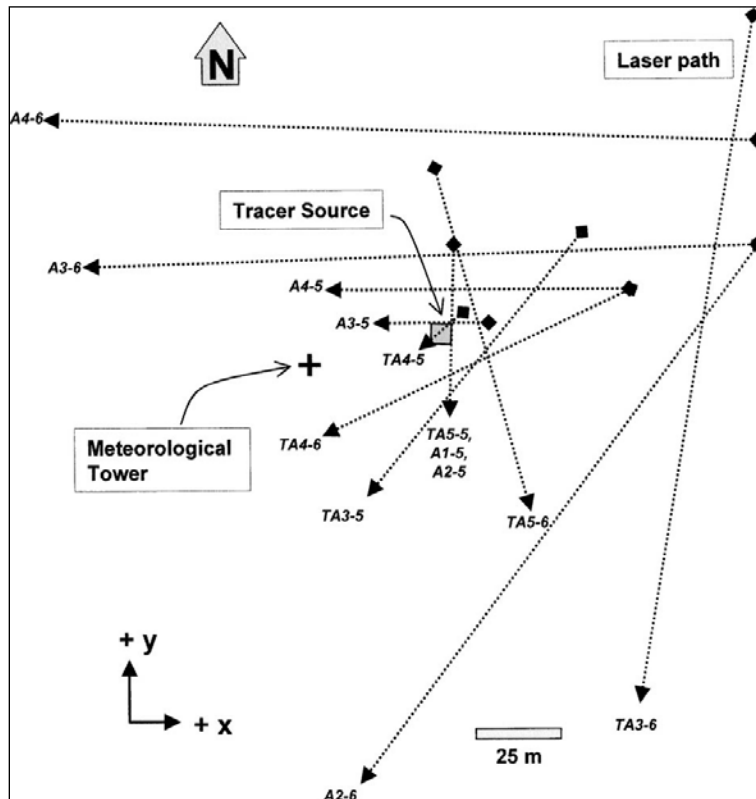 N
Laser path
A4-6
Tracer Source
A3-6
A4-5
A3-5
TA4-5
Meteorological
Tower
TA4-6
TA5-5,
A1-5,
A2-5
TA3-5
TA5-6
+ y
+ x
25 m
TA3-6
A2-6